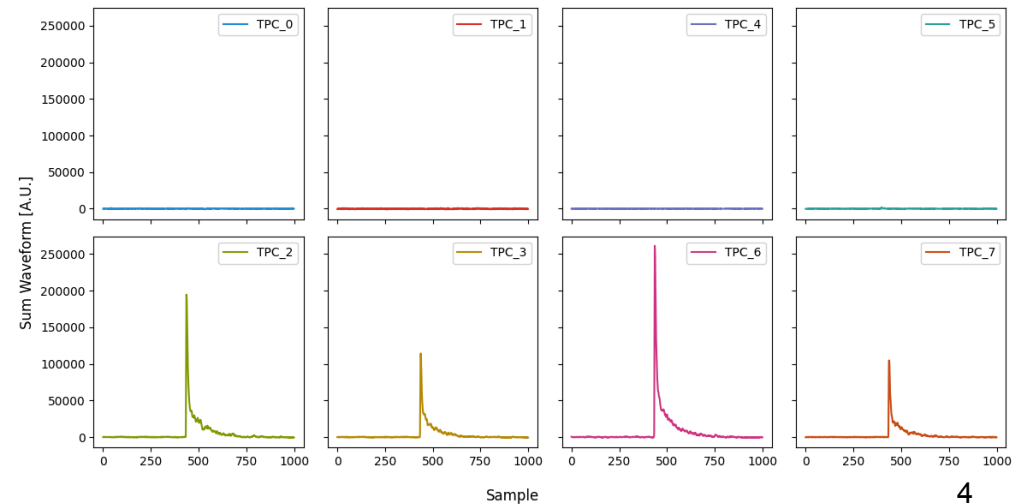 TPC_0
TPC_1
TPC_4
TPC_5
250000
200000
150000
100000
50000
0
Sum Waveform [A.U.]
TPC_2
TPC_3
TPC_6
TPC_7
250000
200000
150000
100000
50000
0
0 250 500 750 1000
0 250 500 750 1000
0 250 500 750 1000
0 250 500 750 1000
Sample
4